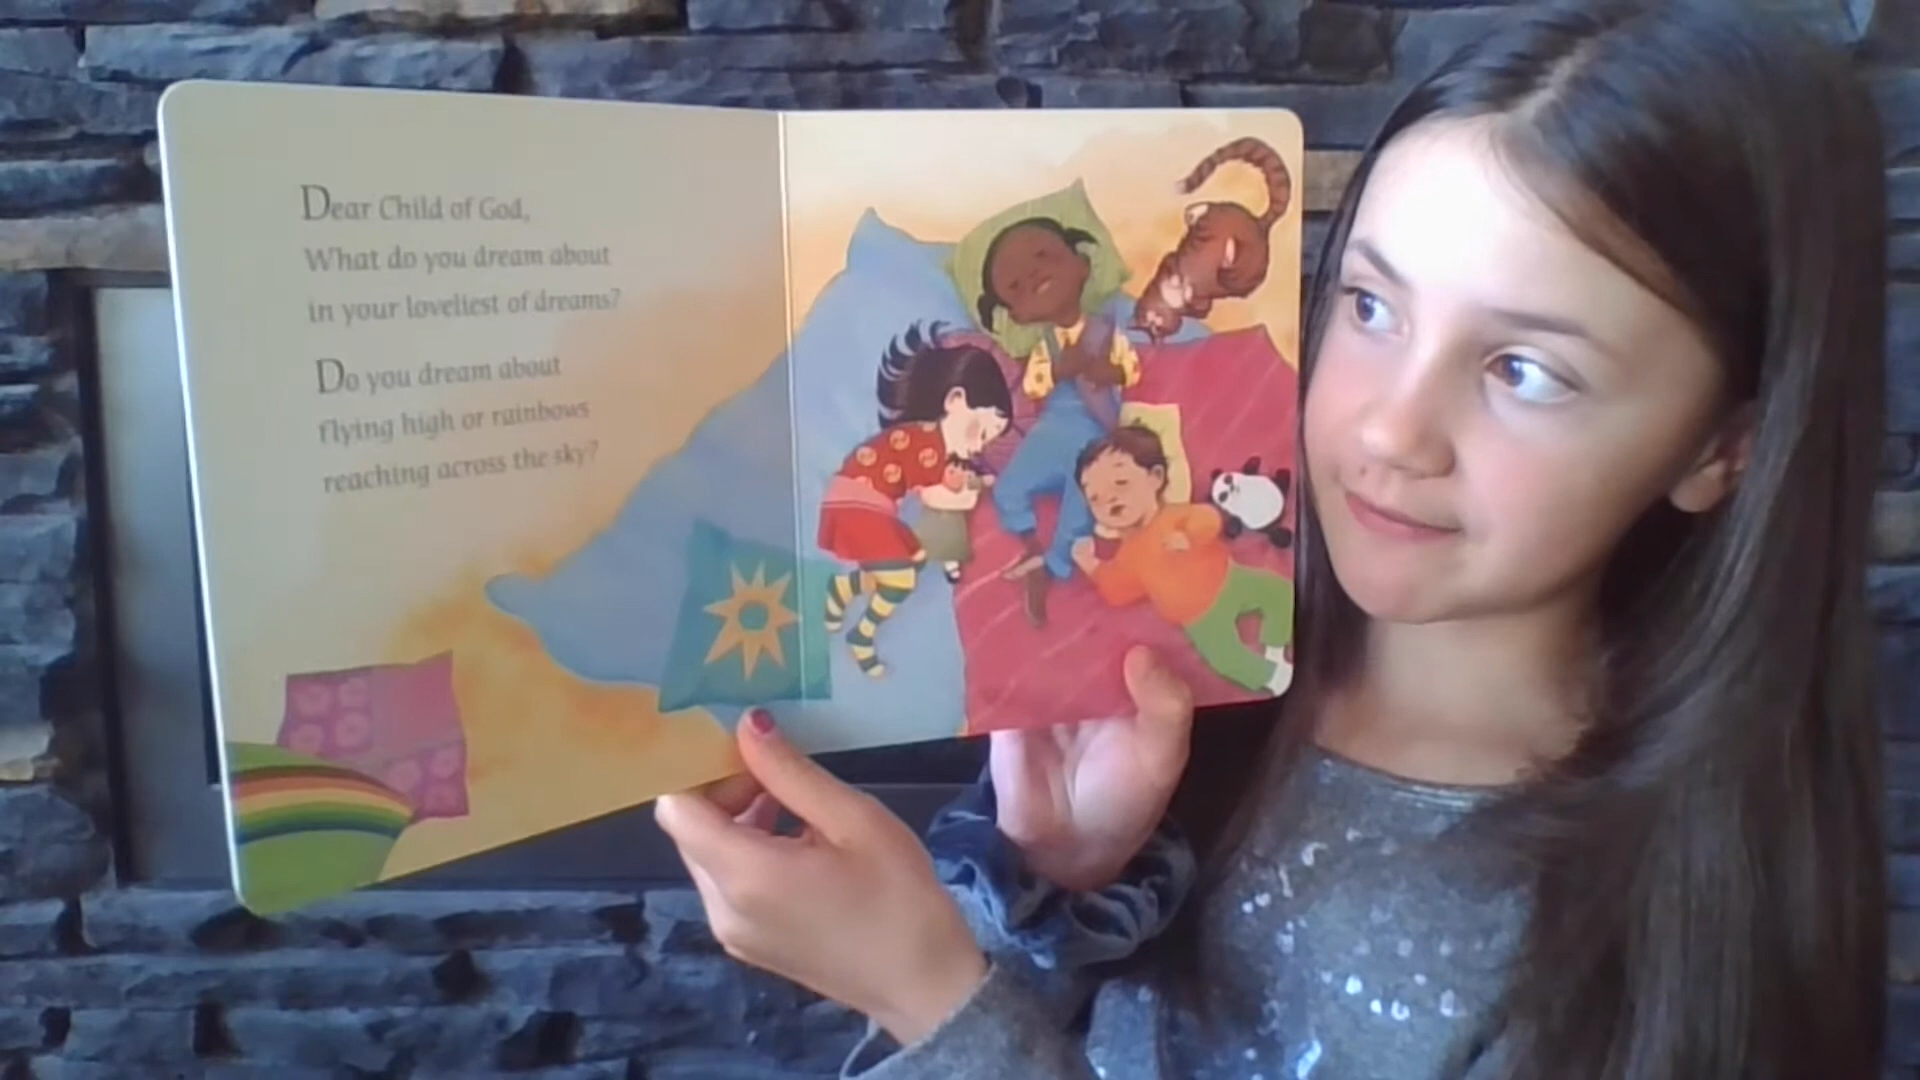 Dear Child of God,
What do you dream about
in your loveliest of dreams?
Do you dream about
flying high or rainbows
reaching across the sky?